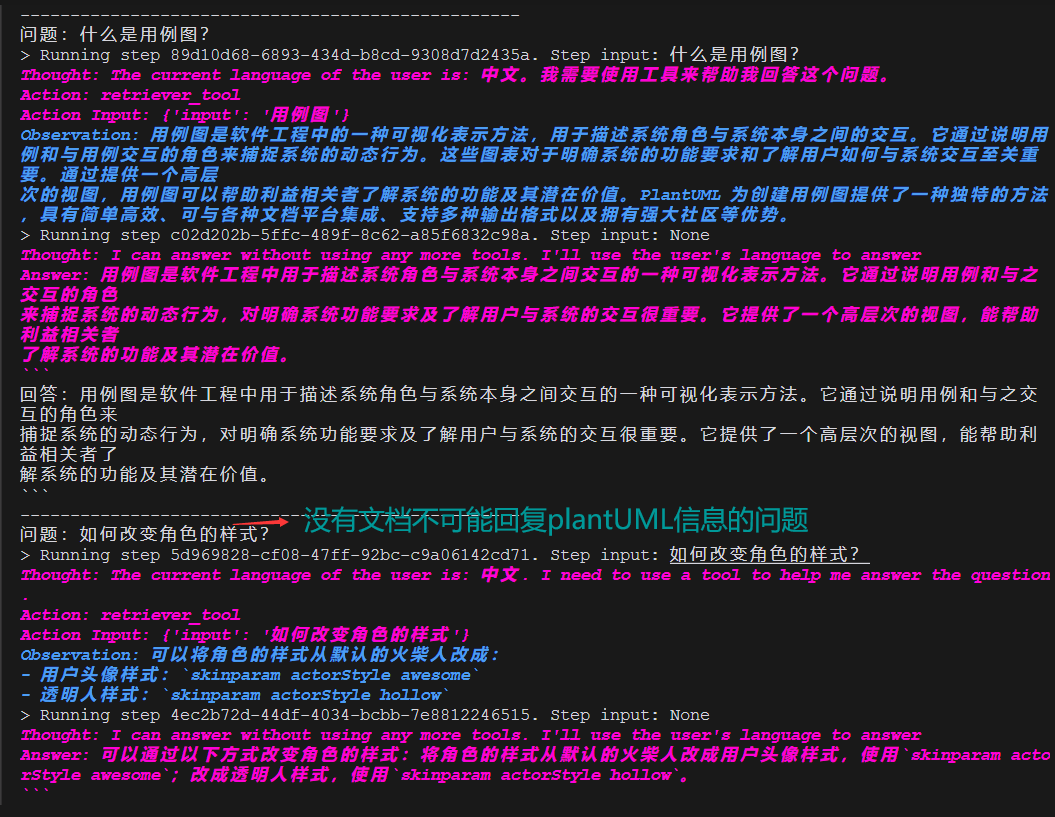 --------------------------------------------------
问题：什么是用例图？
> Running step 89d10d68-6893-434d-b8cd-9308d7d2435a. Step input: 什么是用例图？
Thought: The current language of the user is: 中文。我需要使用工具来帮助我回答这个问题。
Action: retriever_tool
Action Input: {'input': '用例图'}
Observation: 用例图是软件工程中的一种可视化表示方法，用于描述系统角色与系统本身之间的交互。它通过说明用
例和与用例交互的角色来捕捉系统的动态行为。这些图表对于明确系统的功能要求和了解用户如何与系统交互至关重
要。通过提供一个高层
次的视图，用例图可以帮助利益相关者了解系统的功能及其潜在价值。PlantUML 为创建用例图提供了一种独特的方法
，具有简单高效、可与各种文档平台集成、支持多种输出格式以及拥有强大社区等优势。
> Running step c02d202b-5ffc-489f-8c62-a85f6832c98a. Step input: None
Thought: I can answer without using any more tools. I'll use the user's language to answer
Answer: 用例图是软件工程中用于描述系统角色与系统本身之间交互的一种可视化表示方法。它通过说明用例和与之
交互的角色
来捕捉系统的动态行为，对明确系统功能要求及了解用户与系统的交互很重要。它提供了一个高层次的视图，能帮助
利益相关者
了解系统的功能及其潜在价值。
```
回答：用例图是软件工程中用于描述系统角色与系统本身之间交互的一种可视化表示方法。它通过说明用例和与之交
互的角色来
捕捉系统的动态行为，对明确系统功能要求及了解用户与系统的交互很重要。它提供了一个高层次的视图，能帮助利
益相关者了
解系统的功能及其潜在价值。
```
--------------------------------------------------
没有文档不可能回复plantUML信息的问题
问题：如何改变角色的样式？
> Running step 5d969828-cf08-47ff-92bc-c9a06142cd71. Step input: 如何改变角色的样式？
Thought: The current language of the user is: 中文. I need to use a tool to help me answer the question
.
Action: retriever_tool
Action Input: {'input': '如何改变角色的样式'}
Observation: 可以将角色的样式从默认的火柴人改成：
- 用户头像样式：`skinparam actorStyle awesome`
- 透明人样式：`skinparam actorStyle hollow`
> Running step 4ec2b72d-44df-4034-bcbb-7e8812246515. Step input: None
Thought: I can answer without using any more tools. I'll use the user's language to answer
Answer: 可以通过以下方式改变角色的样式：将角色的样式从默认的火柴人改成用户头像样式，使用`skinparam acto
rStyle awesome`；改成透明人样式，使用`skinparam actorStyle hollow`。
```